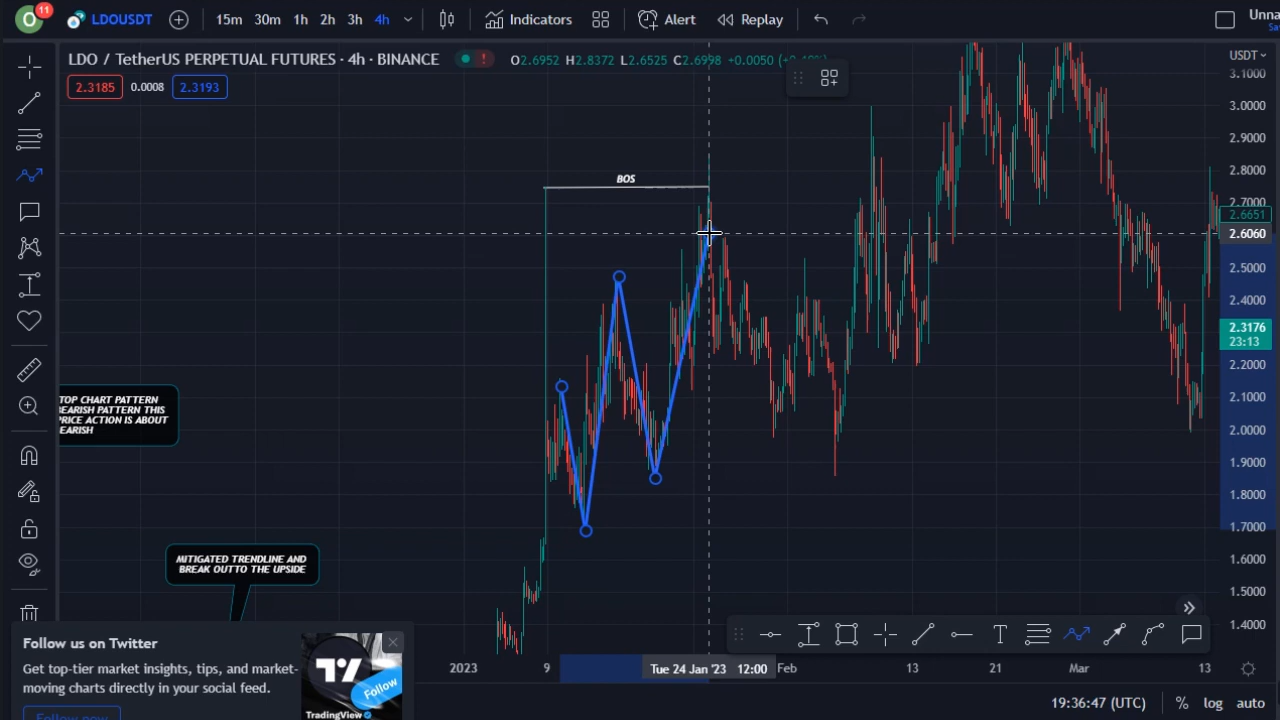 O 11 LDOUSDT 15m 30m 1h 2h 3h 4h Indicators Alert Replay Unna
LDO / TetherUS PERPETUAL FUTURES · 4h · BINANCE ! O2.6952 H2.8372 L2.6525 C2.6998 +0.0050 (+0.19%) USDT
2.3185 0.0008 2.3193
3.1000
3.0000
2.9000
2.8000
BOS
2.7000
2.6651
2.6060
2.5000
2.4000
2.3176
23:13
2.2000
2.1000
2.0000
1.9000
1.8000
1.7000
1.6000
1.5000
1.4000
TOP CHART PATTERN
BEARISH PATTERN THIS
PRICE ACTION IS ABOUT
EARISH
MITIGATED TRENDLINE AND
BREAK OUTTO THE UPSIDE
T
2023 9 Tue 24 Jan '23 12:00 Feb 13 21 Mar 13
Follow us on Twitter
Get top-tier market insights, tips, and market-
moving charts directly in your social feed.
Follow now
Follow
TradingView
19:36:47 (UTC) % log auto